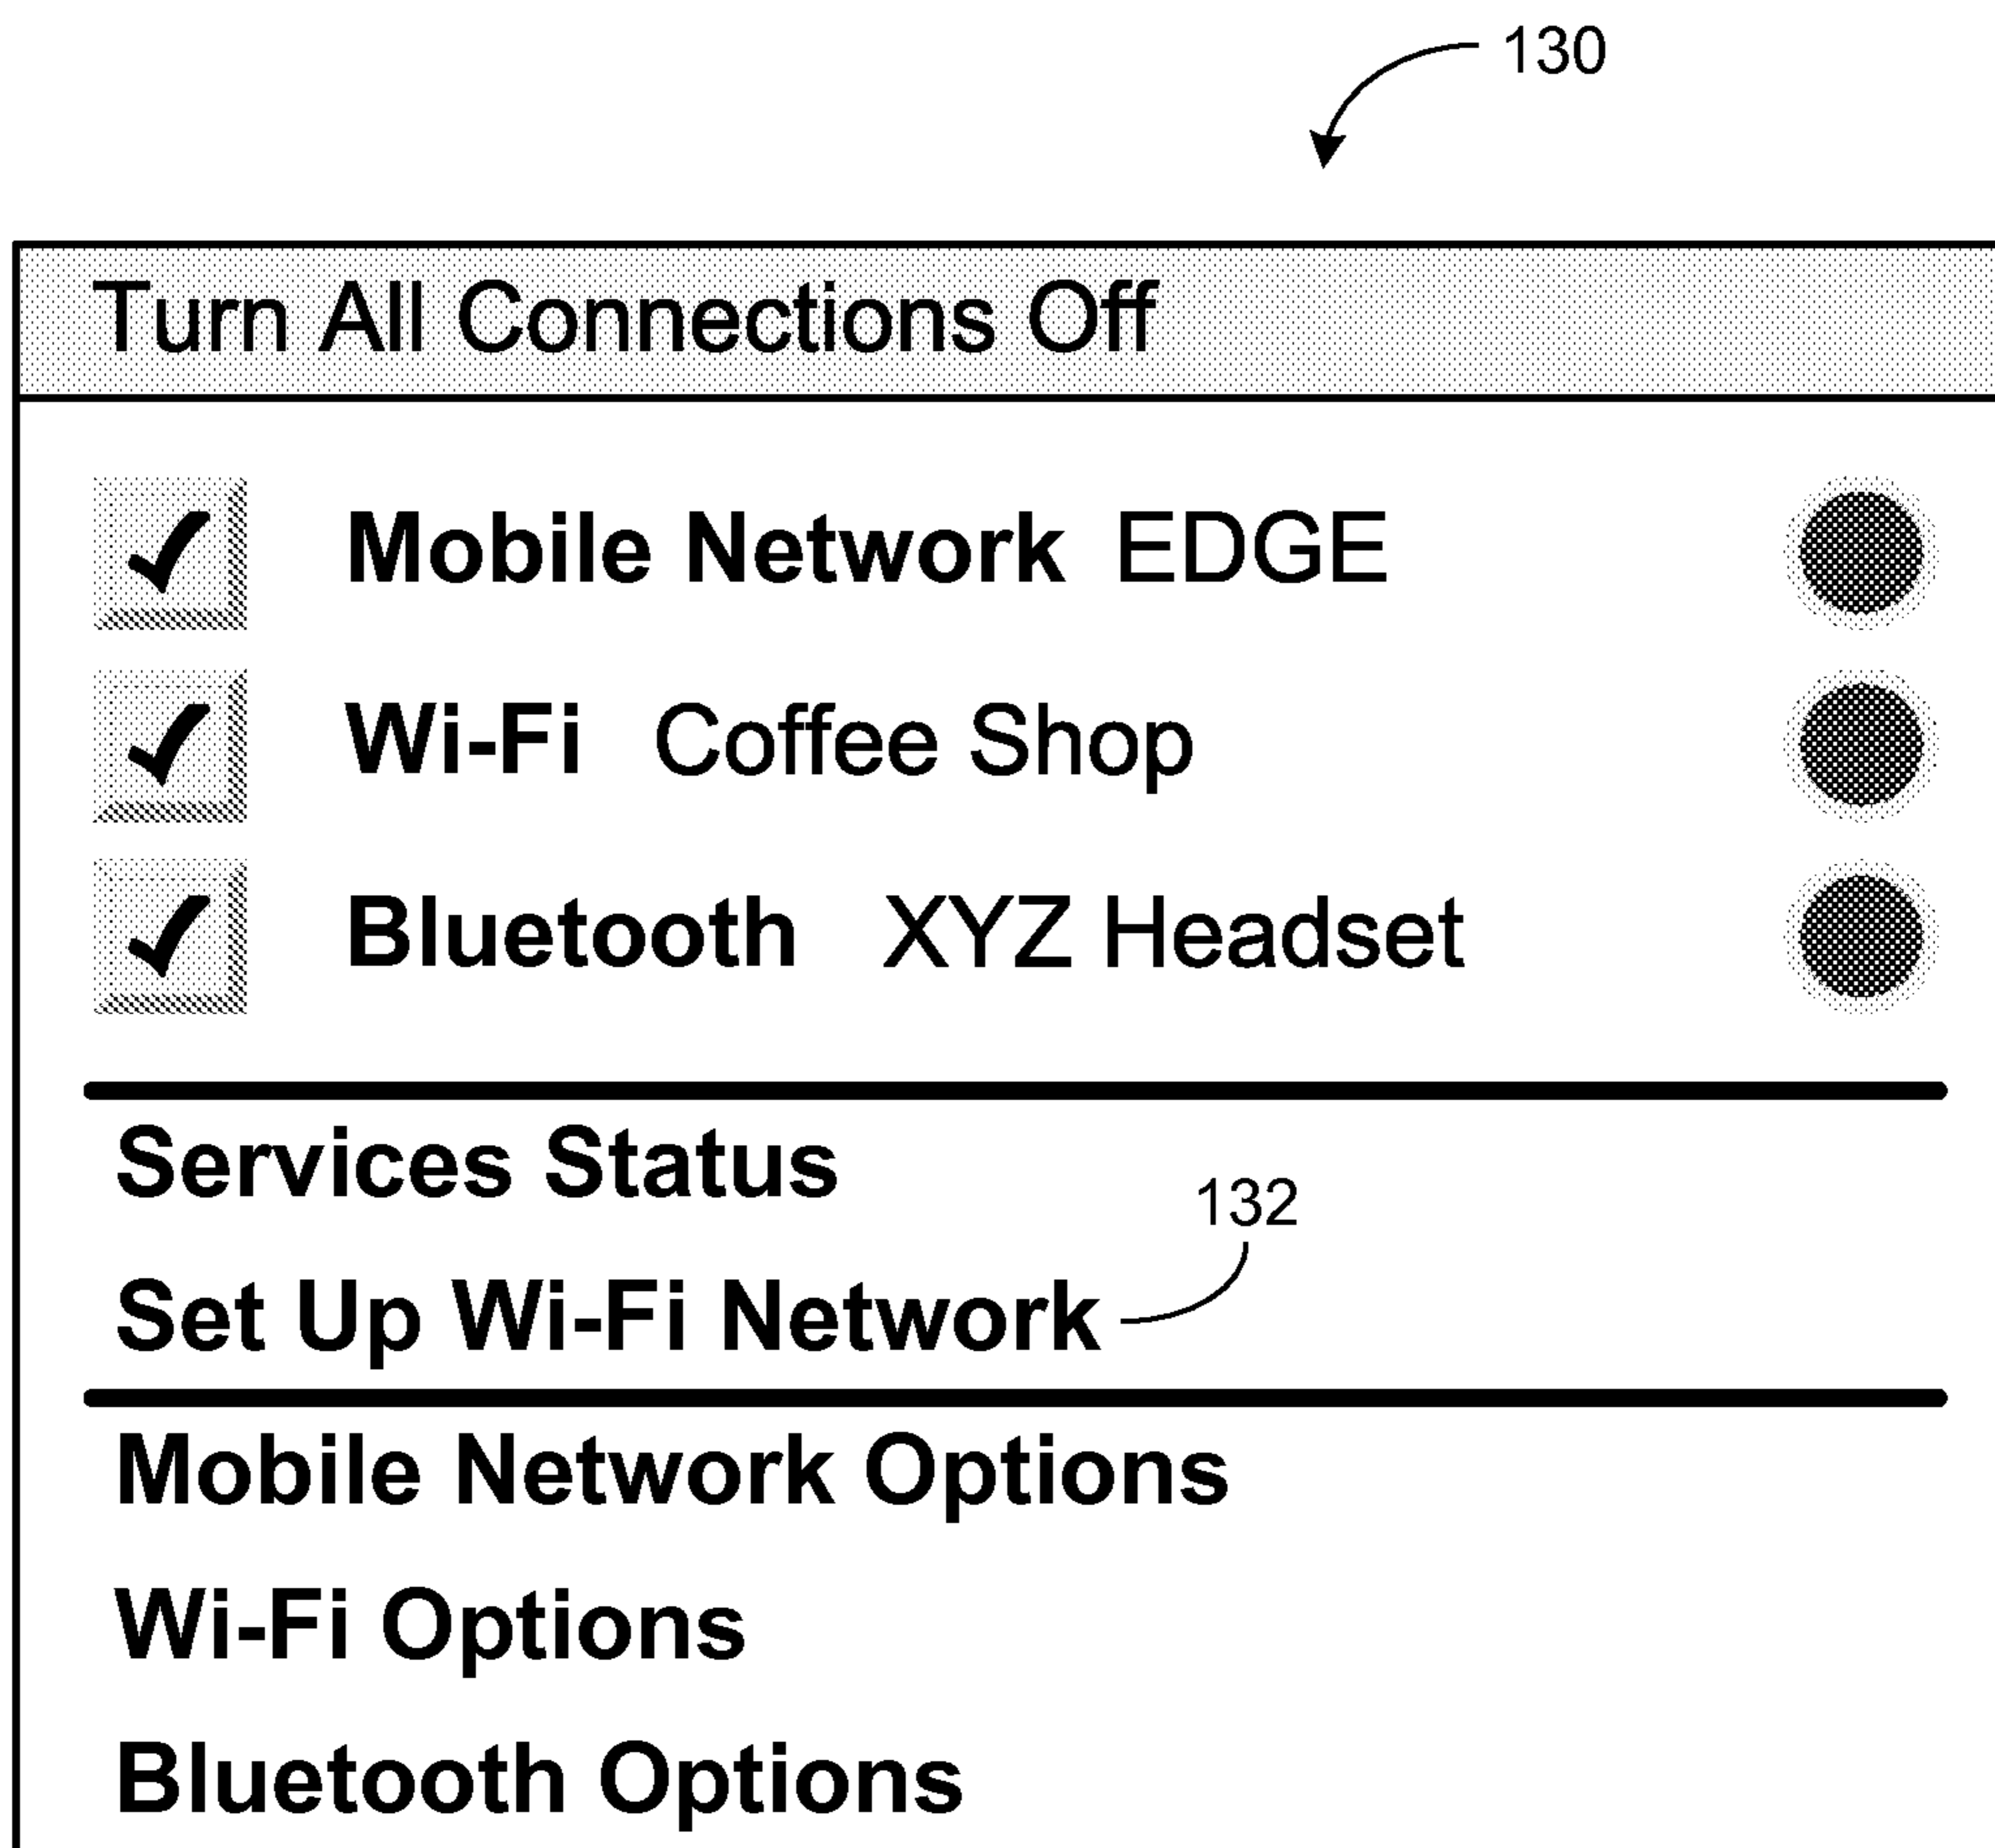 130
Turn All Connections Off
Mobile Network EDGE
Wi-Fi Coffee Shop
Bluetooth XYZ Headset
Services Status
132
Set Up Wi-Fi Network
Mobile Network Options
Wi-Fi Options
Bluetooth Options